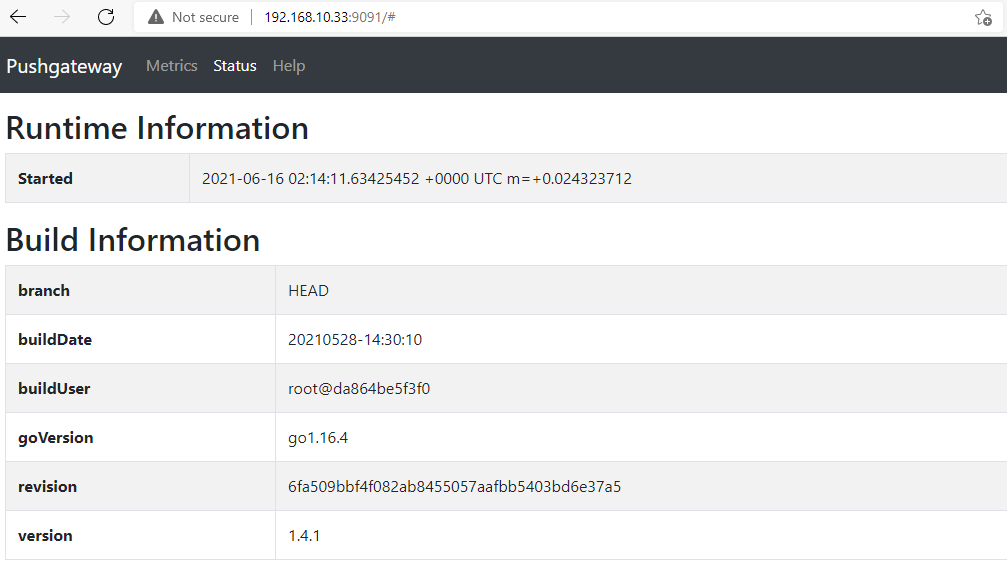 Not secure 192.168.10.33:9091/#
Pushgateway Metrics Status Help
Runtime Information
Started 2021-06-16 02:14:11.63425452 +0000 UTC m=+0.024323712
Build Information
branch HEAD
buildDate 20210528-14:30:10
buildUser root@da864be5f3f0
goVersion go1.16.4
revision 6fa509bbf4f082ab8455057aafbb5403bd6e37a5
version 1.4.1